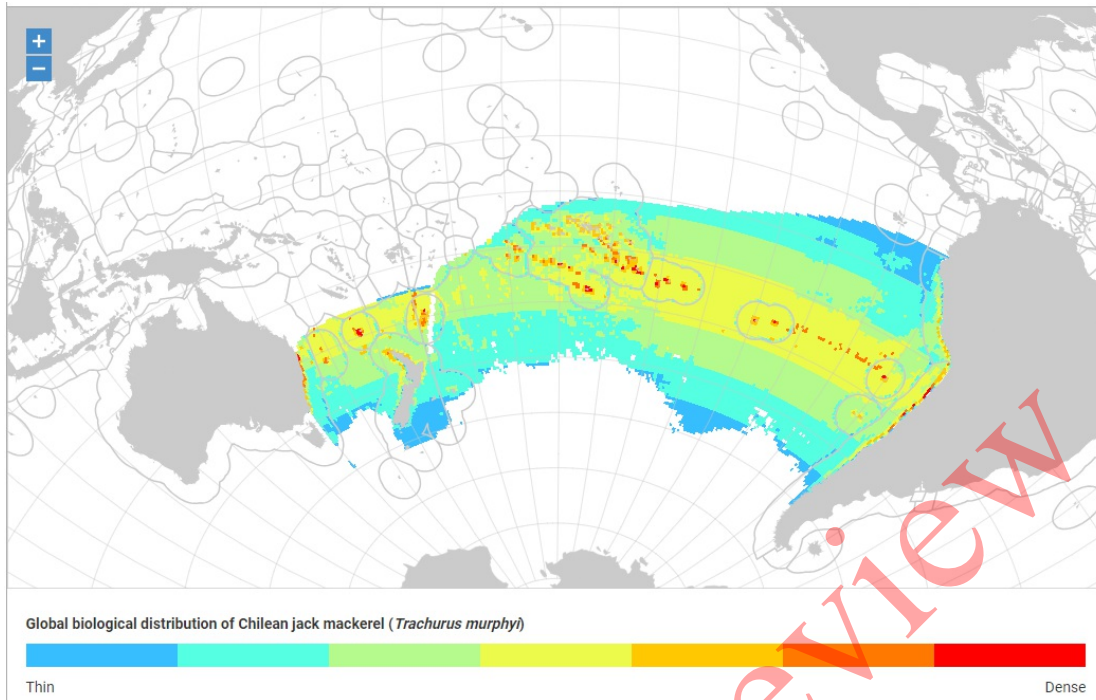 +
−
Global biological distribution of Chilean jack mackerel (Trachurus murphyi)
Thin
Dense
eview